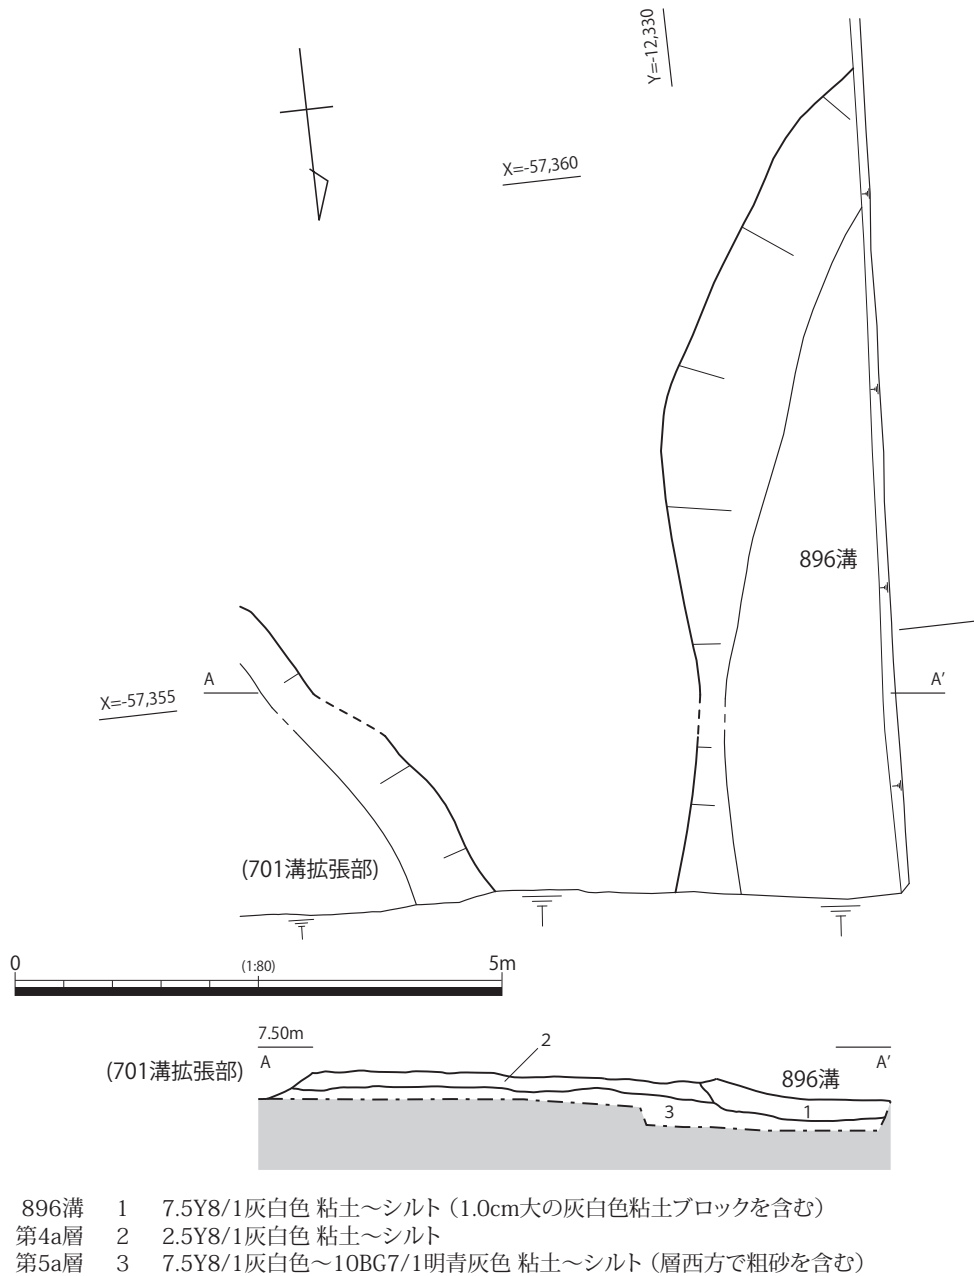 Y=-12,330
X=-57,360
896溝
A
A'
X=-57,355
(701溝拡張部)
0
(1:80)
5m
7.50m
2
(701溝拡張部)
A
A'
896溝
3
1
896溝 1 7.5Y8/1灰白色 粘土～シルト（1.0cm大の灰白色粘土ブロックを含む）
第4a層 2 2.5Y8/1灰白色 粘土～シルト
第5a層 3 7.5Y8/1灰白色～10BG7/1明青灰色 粘土～シルト（層西方で粗砂を含む）